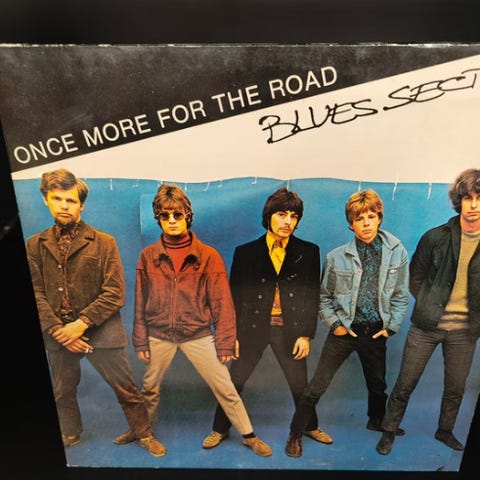 ONCE MORE FOR THE ROAD
BLUES SECT